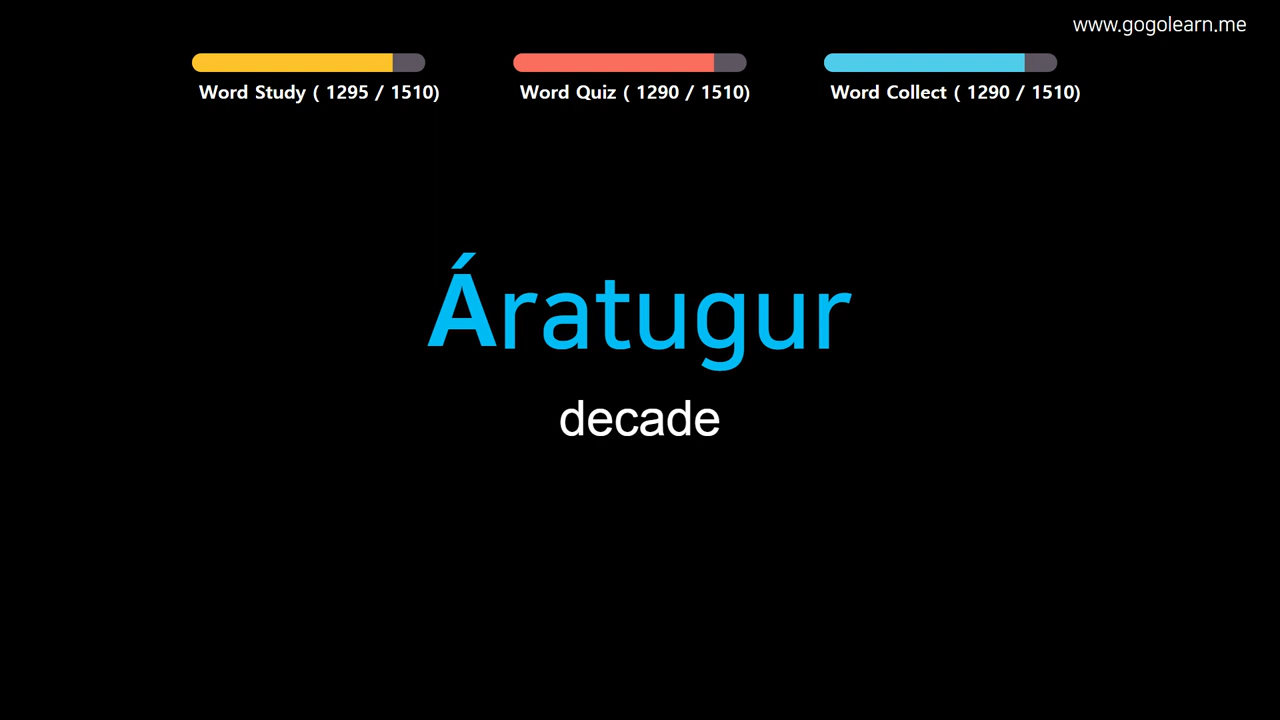 www.gogolearn.me
Word Study ( 1295 / 1510)
Word Quiz ( 1290 / 1510)
Word Collect ( 1290 / 1510)
Áratugur
decade